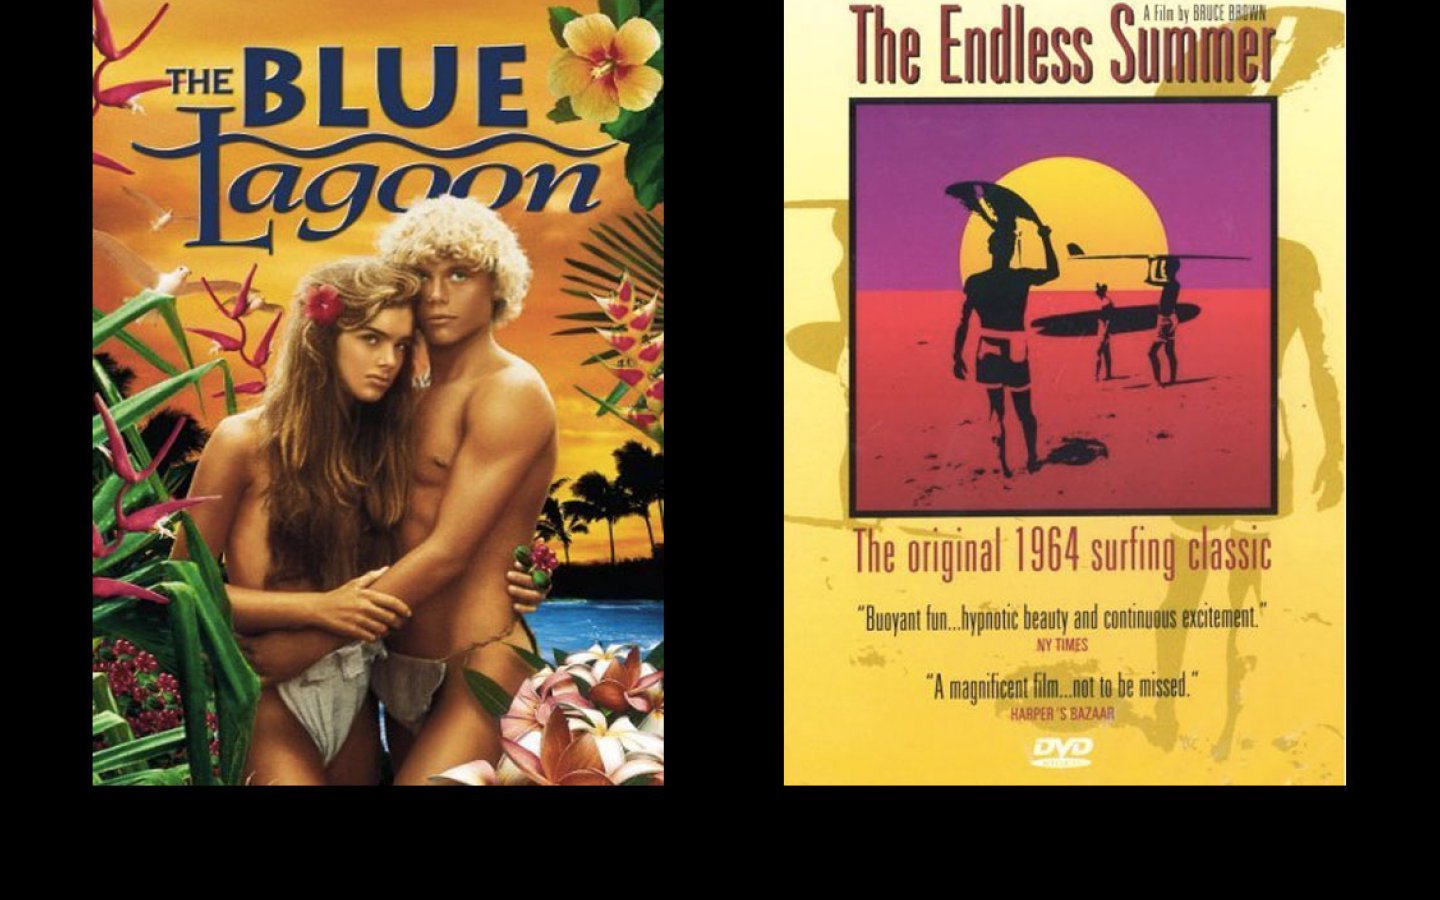 THE BLUE
Lagoon
A Film by BRUCE BROWN
The Endless Summer
The original 1964 surfing classic
“Buoyant fun...hypnotic beauty and continuous excitement.”
NY TIMES
“A magnificent film...not to be missed.”
HARPER 'S BAZAAR
DVD
VIDEO